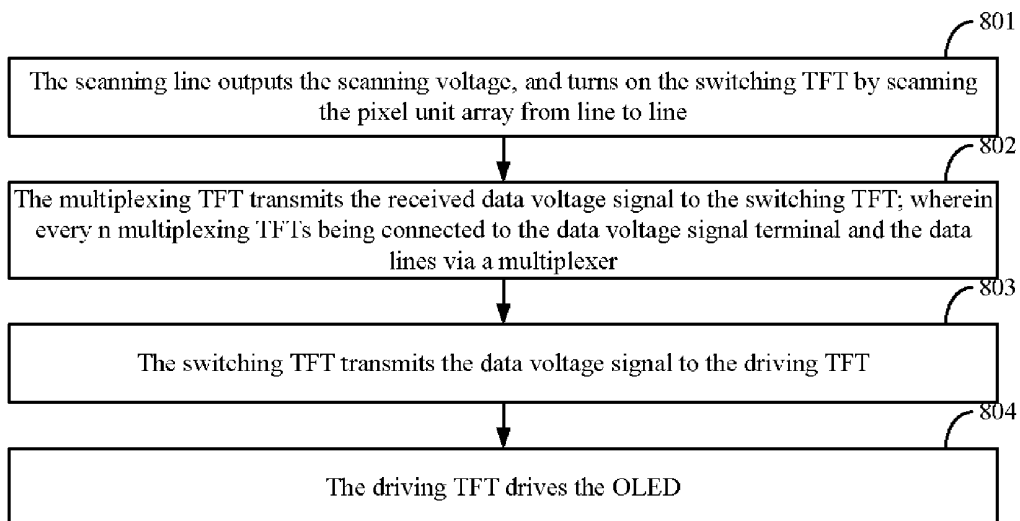 801
The scanning line outputs the scanning voltage, and turns on the switching TFT by scanning
the pixel unit array from line to line
802
The multiplexing TFT transmits the received data voltage signal to the switching TFT; wherein
every n multiplexing TFTs being connected to the data voltage signal terminal and the data
lines via a multiplexer
803
The switching TFT transmits the data voltage signal to the driving TFT
804
The driving TFT drives the OLED